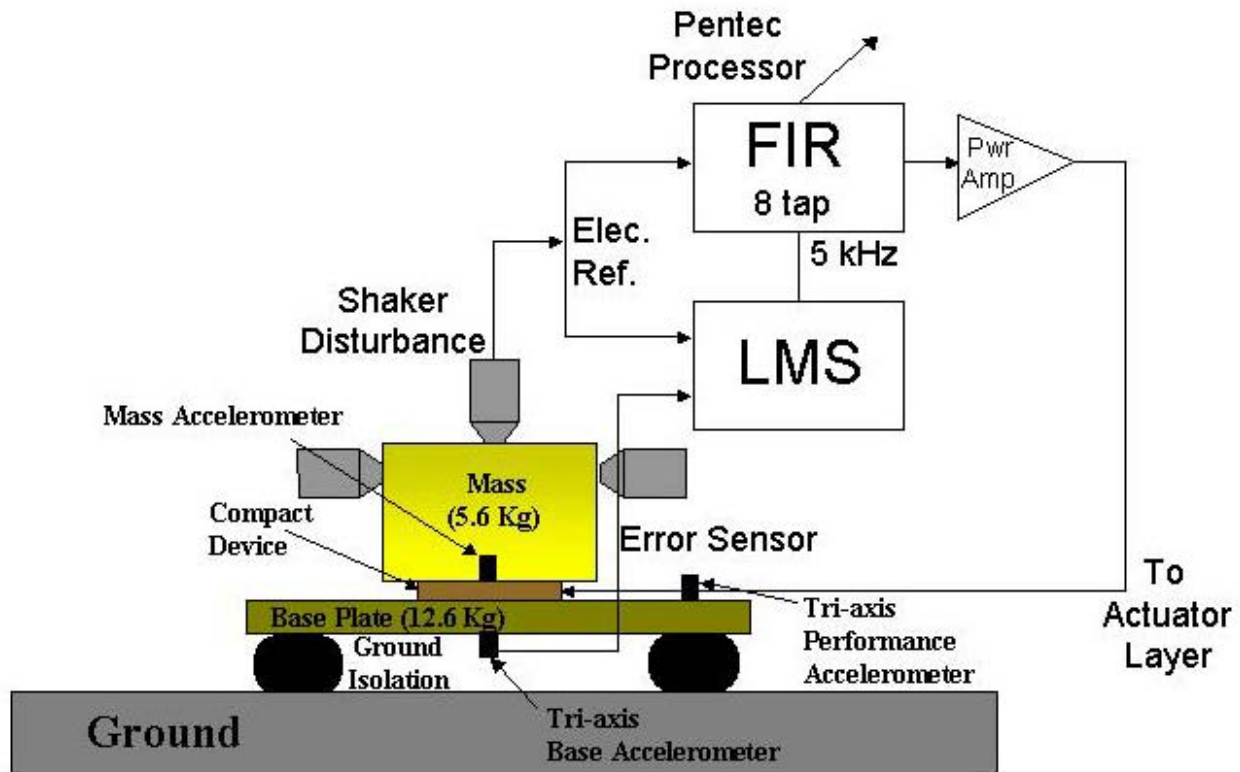 Pentec
Processor
FIR
8 tap
Pwr
Amp
Elec.
Ref.
5 kHz
Shaker
Disturbance
LMS
Mass Accelerometer
Mass
(5.6 Kg)
Compact
Device
Error Sensor
To
Actuator
Layer
Base Plate (12.6 Kg)
Tri-axis
Performance
Accelerometer
Ground
Isolation
Ground
Tri-axis
Base Accelerometer